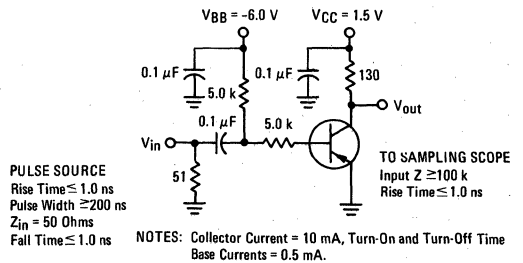 VBB = -6.0 V
VCC = 1.5 V
0.1 µF
0.1 µF
130
5.0 k
Vout
0.1 µF
5.0 k
Vin
51
PULSE SOURCE
Rise Time ≤ 1.0 ns
Pulse Width ≥200 ns
Zin = 50 Ohms
Fall Time ≤ 1.0 ns
TO SAMPLING SCOPE
Input Z ≥100 k
Rise Time ≤ 1.0 ns
NOTES: Collector Current = 10 mA, Turn-On and Turn-Off Time
Base Currents = 0.5 mA.